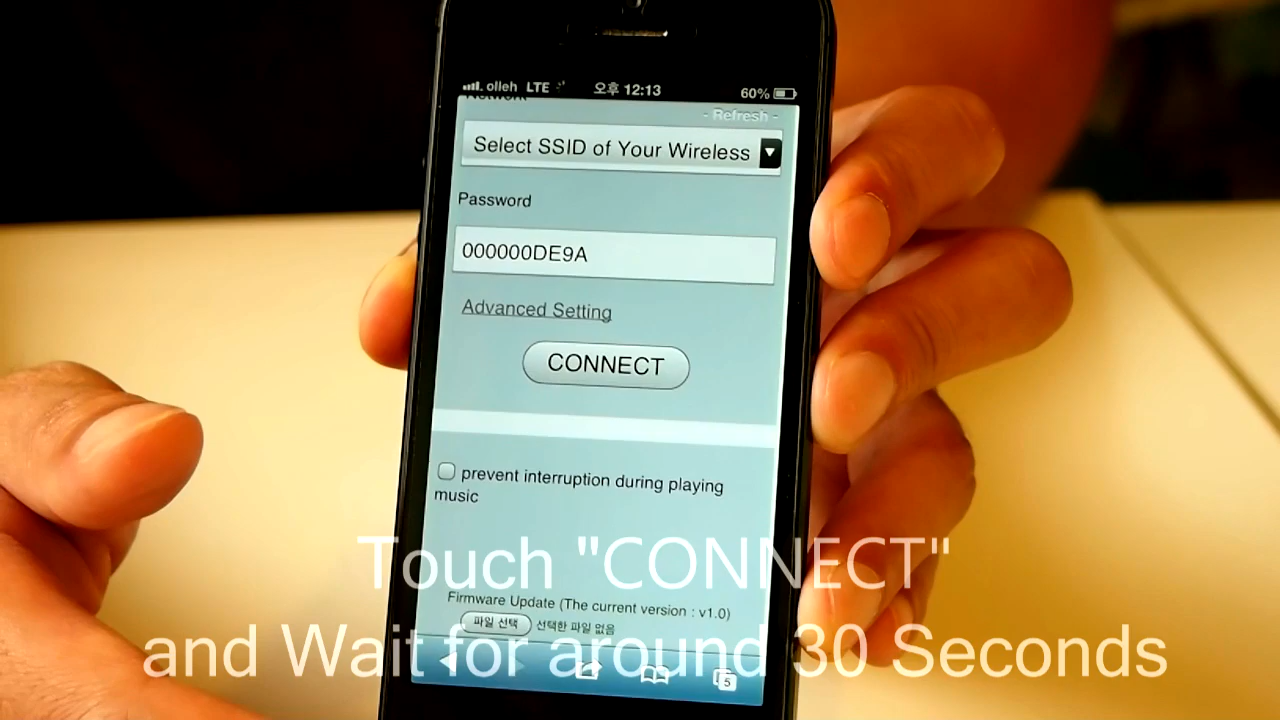 olleh LTE 오후 12:13 60%
Network
- Refresh -
Select SSID of Your Wireless
Password
000000DE9A
Advanced Setting
CONNECT
prevent interruption during playing
music
Touch "CONNECT"
Firmware Update (The current version : v1.0)
파일 선택 선택한 파일 없음
and Wait for around 30 Seconds
5